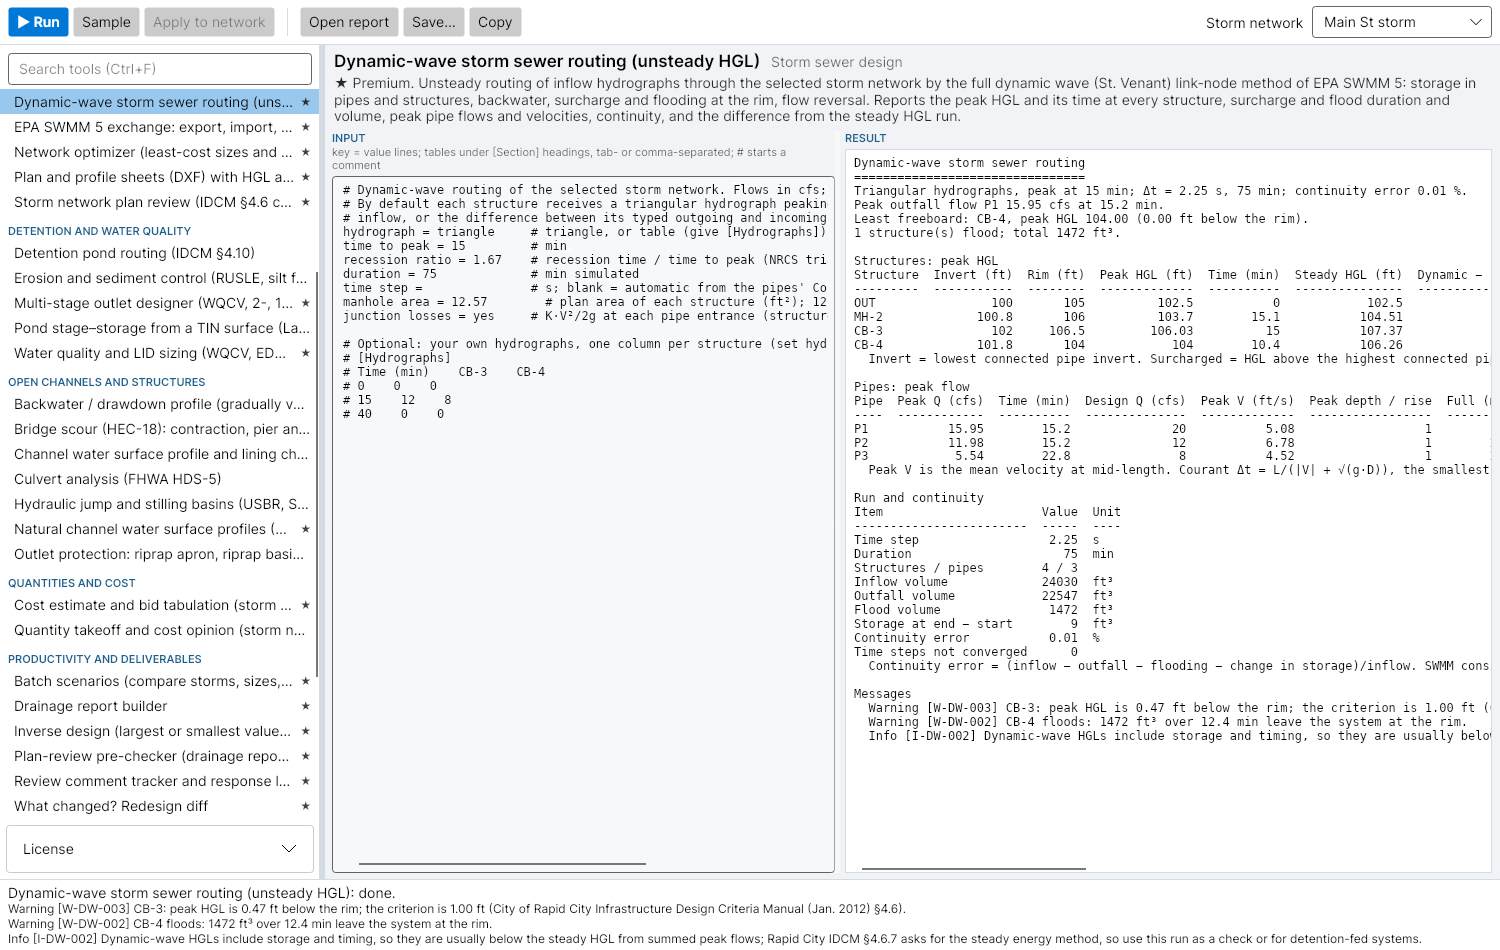 ▶ Run
Sample
Apply to network
Open report
Save...
Copy
Storm network
Main St storm
Search tools (Ctrl+F)
Dynamic-wave storm sewer routing (uns... ★
EPA SWMM 5 exchange: export, import, ... ★
Network optimizer (least-cost sizes and ... ★
Plan and profile sheets (DXF) with HGL a... ★
Storm network plan review (IDCM §4.6 c... ★
DETENTION AND WATER QUALITY
Detention pond routing (IDCM §4.10)
Erosion and sediment control (RUSLE, silt f...
Multi-stage outlet designer (WQCV, 2-, 1... ★
Pond stage–storage from a TIN surface (La...
Water quality and LID sizing (WQCV, ED... ★
OPEN CHANNELS AND STRUCTURES
Backwater / drawdown profile (gradually v...
Bridge scour (HEC-18): contraction, pier an...
Channel water surface profile and lining ch...
Culvert analysis (FHWA HDS-5)
Hydraulic jump and stilling basins (USBR, S...
Natural channel water surface profiles (... ★
Outlet protection: riprap apron, riprap basi...
QUANTITIES AND COST
Cost estimate and bid tabulation (storm ... ★
Quantity takeoff and cost opinion (storm n...
PRODUCTIVITY AND DELIVERABLES
Batch scenarios (compare storms, sizes,... ★
Drainage report builder ★
Inverse design (largest or smallest value... ★
Plan-review pre-checker (drainage repo... ★
Review comment tracker and response l... ★
What changed? Redesign diff ★
License
Dynamic-wave storm sewer routing (unsteady HGL) Storm sewer design
★ Premium. Unsteady routing of inflow hydrographs through the selected storm network by the full dynamic wave (St. Venant) link-node method of EPA SWMM 5: storage in
pipes and structures, backwater, surcharge and flooding at the rim, flow reversal. Reports the peak HGL and its time at every structure, surcharge and flood duration and
volume, peak pipe flows and velocities, continuity, and the difference from the steady HGL run.
INPUT
key = value lines; tables under [Section] headings, tab- or comma-separated; # starts a
comment
# Dynamic-wave routing of the selected storm network. Flows in cfs;
# By default each structure receives a triangular hydrograph peakin
# inflow, or the difference between its typed outgoing and incoming
hydrograph = triangle # triangle, or table (give [Hydrographs])
time to peak = 15 # min
recession ratio = 1.67 # recession time / time to peak (NRCS tri
duration = 75 # min simulated
time step = # s; blank = automatic from the pipes' Co
manhole area = 12.57 # plan area of each structure (ft²); 12
junction losses = yes # K·V²/2g at each pipe entrance (structur
# Optional: your own hydrographs, one column per structure (set hyd
# [Hydrographs]
# Time (min) CB-3 CB-4
# 0 0 0
# 15 12 8
# 40 0 0
RESULT
Dynamic-wave storm sewer routing
================================
Triangular hydrographs, peak at 15 min; Δt = 2.25 s, 75 min; continuity error 0.01 %.
Peak outfall flow P1 15.95 cfs at 15.2 min.
Least freeboard: CB-4, peak HGL 104.00 (0.00 ft below the rim).
1 structure(s) flood; total 1472 ft³.
Structures: peak HGL
Structure Invert (ft) Rim (ft) Peak HGL (ft) Time (min) Steady HGL (ft) Dynamic −
--------- ----------- -------- ------------- ---------- --------------- ----------
OUT 100 105 102.5 0 102.5
MH-2 100.8 106 103.7 15.1 104.51
CB-3 102 106.5 106.03 15 107.37
CB-4 101.8 104 104 10.4 106.26
Invert = lowest connected pipe invert. Surcharged = HGL above the highest connected pi
Pipes: peak flow
Pipe Peak Q (cfs) Time (min) Design Q (cfs) Peak V (ft/s) Peak depth / rise Full (
---- ------------ ---------- -------------- ------------- ----------------- ------
P1 15.95 15.2 20 5.08 1
P2 11.98 15.2 12 6.78 1
P3 5.54 22.8 8 4.52 1
Peak V is the mean velocity at mid-length. Courant Δt = L/(|V| + √(g·D)), the smallest
Run and continuity
Item Value Unit
------------------------ ----- ----
Time step 2.25 s
Duration 75 min
Structures / pipes 4 / 3
Inflow volume 24030 ft³
Outfall volume 22547 ft³
Flood volume 1472 ft³
Storage at end − start 9 ft³
Continuity error 0.01 %
Time steps not converged 0
Continuity error = (inflow − outfall − flooding − change in storage)/inflow. SWMM cons
Messages
Warning [W-DW-003] CB-3: peak HGL is 0.47 ft below the rim; the criterion is 1.00 ft (
Warning [W-DW-002] CB-4 floods: 1472 ft³ over 12.4 min leave the system at the rim.
Info [I-DW-002] Dynamic-wave HGLs include storage and timing, so they are usually belo
Dynamic-wave storm sewer routing (unsteady HGL): done.
Warning [W-DW-003] CB-3: peak HGL is 0.47 ft below the rim; the criterion is 1.00 ft (City of Rapid City Infrastructure Design Criteria Manual (Jan. 2012) §4.6).
Warning [W-DW-002] CB-4 floods: 1472 ft³ over 12.4 min leave the system at the rim.
Info [I-DW-002] Dynamic-wave HGLs include storage and timing, so they are usually below the steady HGL from summed peak flows; Rapid City IDCM §4.6.7 asks for the steady energy method, so use this run as a check or for detention-fed systems.